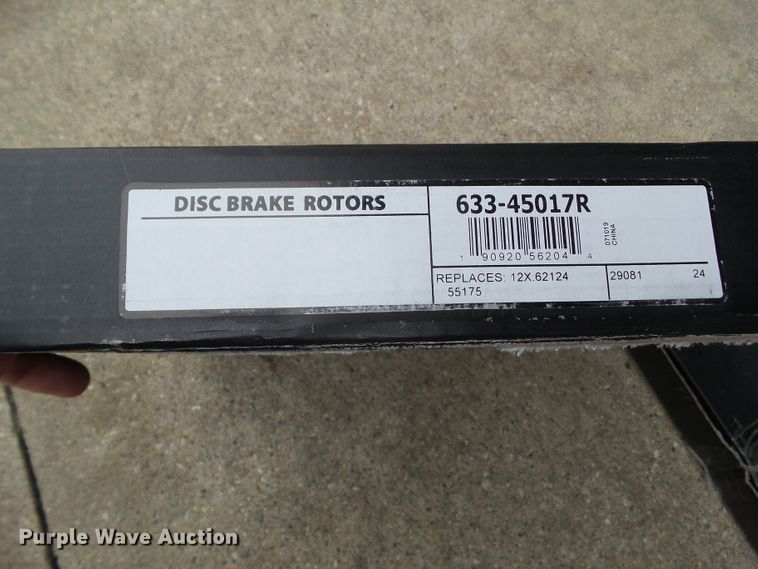 DISC BRAKE ROTORS
633-45017R
1 90920 56204 4
071019
CHINA
REPLACES: 12X.62124
55175
29081 24
Purple Wave Auction